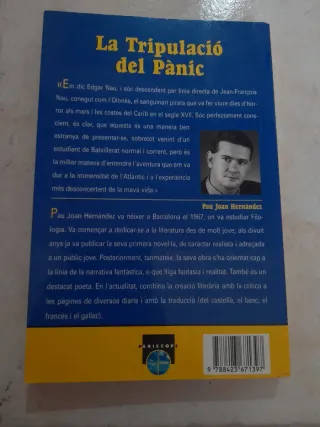 La Tripulació
del Pànic
«Em dic Edgar Nau, i sóc descendent per línia directa de Jean-François
Nau, conegut com l'Olonès, el sanguinari pirata que va fer viure dies d'hor-
ror als mars i les costes del Carib en el segle XVII. Sóc perfectament cons-
cient, és clar, que aquesta és una manera ben
estranya de presentar-se, sobretot venint d'un
estudiant de Batxillerat normal i corrent, però és
la millor manera d'entendre l'aventura que em va
dur a la immensitat de l'Atlàntic i a l'experiència
més desconcertant de la meva vida»
Pau Joan Hernàndez
Pau Joan Hernàndez va néixer a Barcelona el 1967, on va estudiar Filo-
logia. Va començar a dedicar-se a la literatura des de molt jove; als divuit
anys ja va publicar la seva primera novel·la, de caràcter realista i adreçada
a un públic jove. Posteriorment, tanmateix, la seva obra s'ha orientat cap a
la línia de la narrativa fantàstica, o que lliga fantasia i realitat. També és un
destacat poeta. En l'actualitat, combina la creació literària amb la crítica a
les pàgines de diversos diaris i amb la traducció (del castellà, el basc, el
francès i el gallec).
PERISCOPI
9 788423 671397